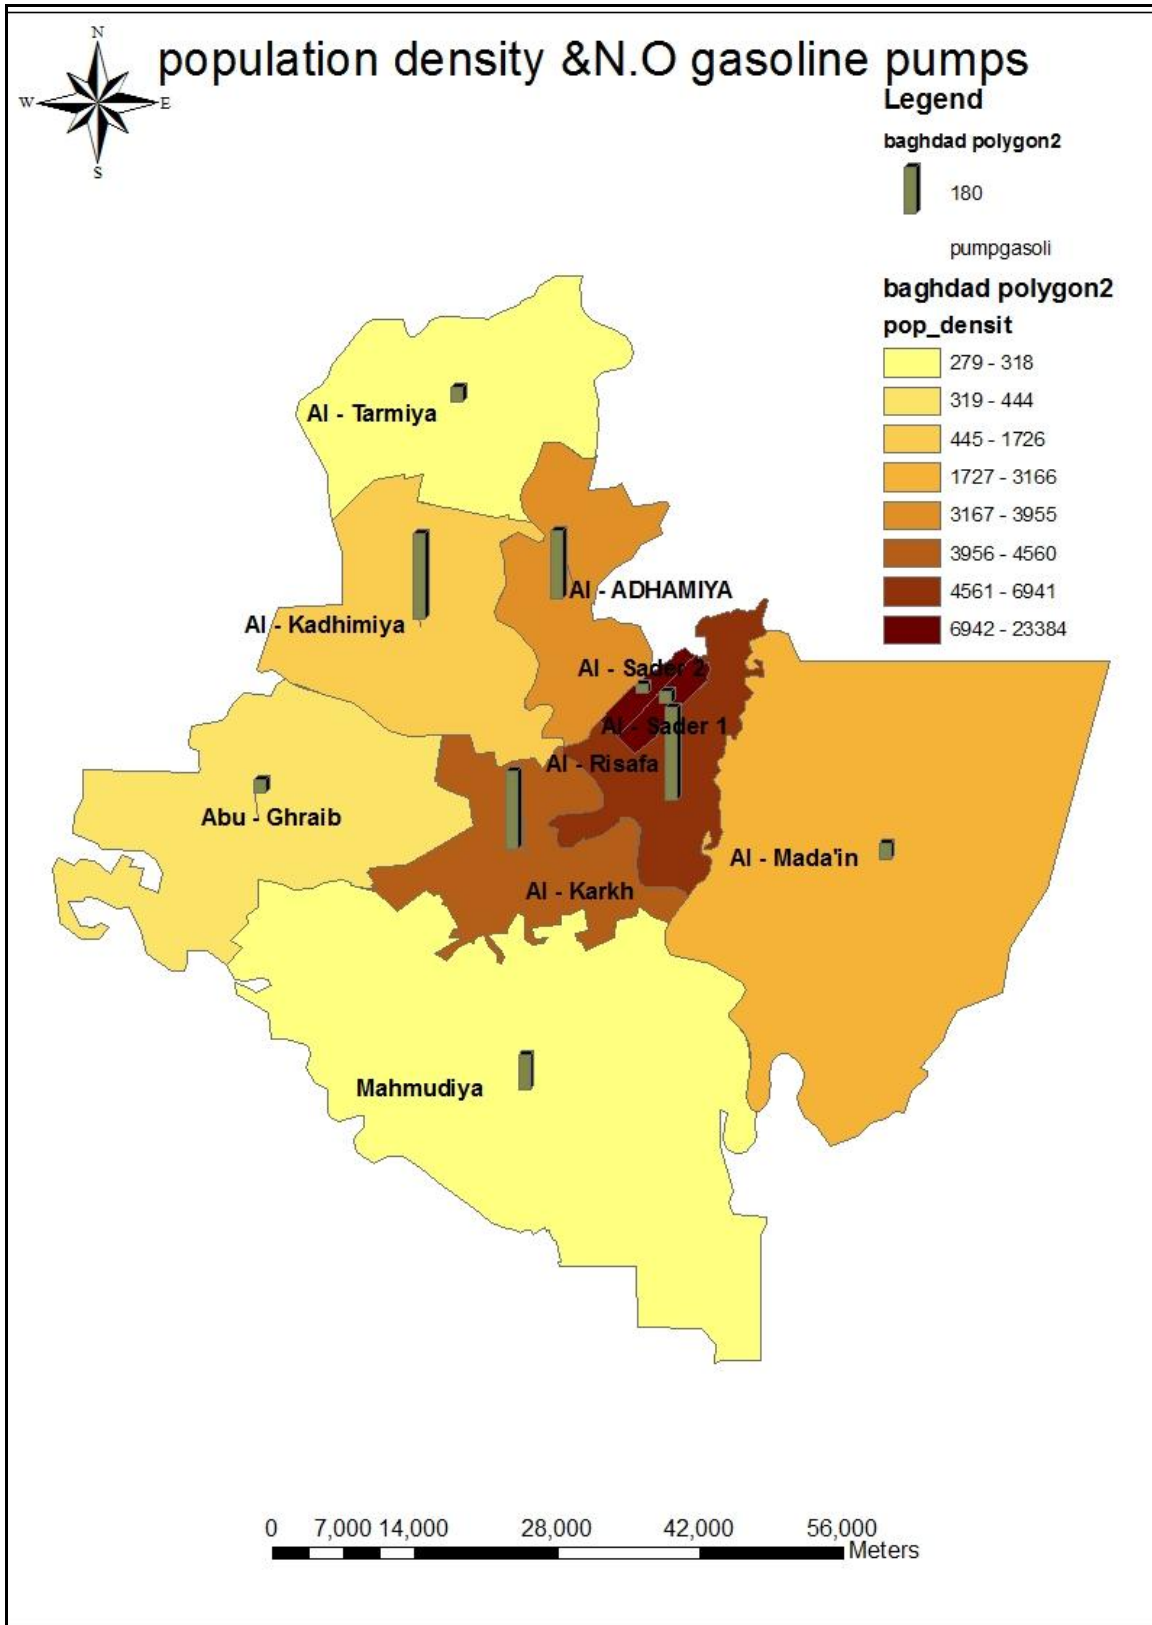 N
W
E
S
population density &N.O gasoline pumps
Legend
baghdad polygon2
180
pumpgasoli
baghdad polygon2
pop_densit
279 - 318
319 - 444
445 - 1726
1727 - 3166
3167 - 3955
3956 - 4560
4561 - 6941
6942 - 23384
Al - Tarmiya
Al - ADHAMIYA
Al - Kadhimiya
Al - Sader 2
Al - Sader 1
Al - Risafa
Abu - Ghraib
Al - Mada'in
Al - Karkh
Mahmudiya
0 7,000 14,000 28,000 42,000 56,000
Meters